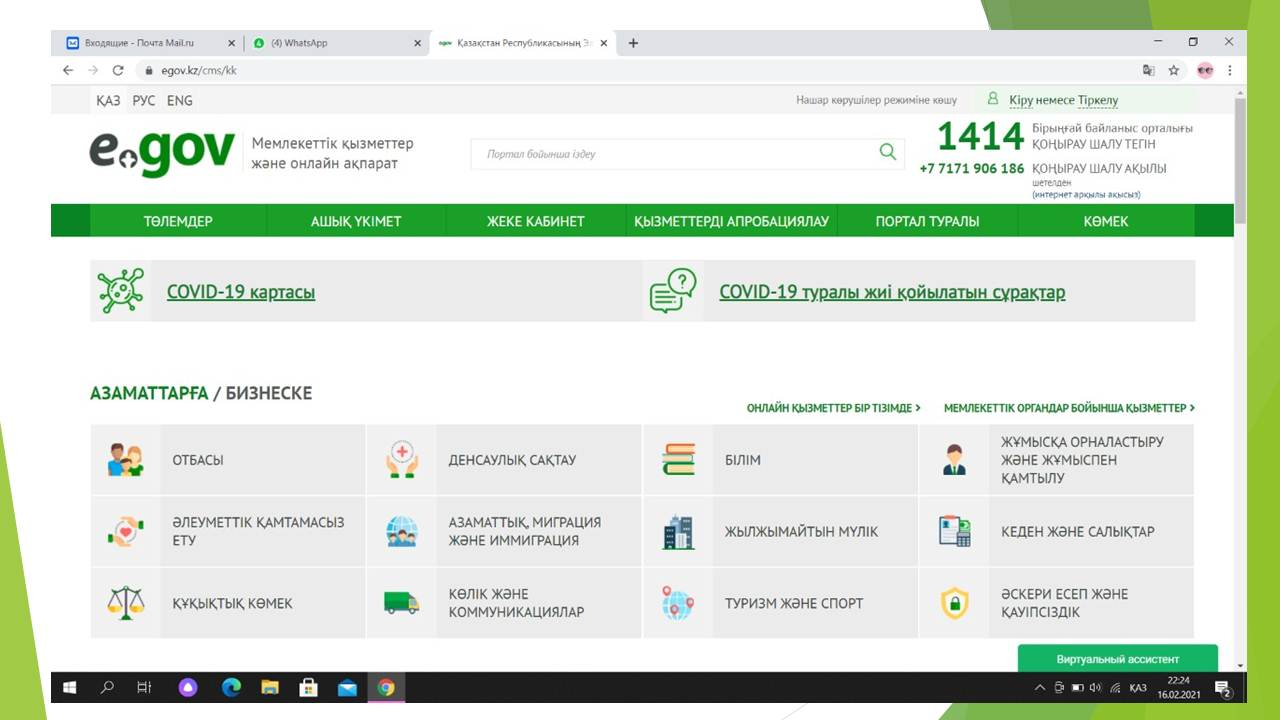 Входящие - Почта Mail.ru
(4) WhatsApp
Қазақстан Республикасының Эл
egov.kz/cms/kk
ҚАЗ РУС ENG
Нашар көрушілер режиміне көшу
Кіру немесе Тіркелу
e.gov
Мемлекеттік қызметтер
және онлайн ақпарат
Портал бойынша іздеу
1414
Бірыңғай байланыс орталығы
ҚОҢЫРАУ ШАЛУ ТЕГІН
+7 7171 906 186
ҚОҢЫРАУ ШАЛУ АҚЫЛЫ
шетелден
(интернет арқылы ақысыз)
ТӨЛЕМДЕР
АШЫҚ ҮКІМЕТ
ЖЕКЕ КАБИНЕТ
ҚЫЗМЕТТЕРДІ АПРОБАЦИЯЛАУ
ПОРТАЛ ТУРАЛЫ
КӨМЕК
COVID-19 картасы
COVID-19 туралы жиі қойылатын сұрақтар
АЗАМАТТАРҒА / БИЗНЕСКЕ
ОНЛАЙН ҚЫЗМЕТТЕР БІР ТІЗІМДЕ
МЕМЛЕКЕТТІК ОРГАНДАР БОЙЫНША ҚЫЗМЕТТЕР
ОТБАСЫ
ДЕНСАУЛЫҚ САҚТАУ
БІЛІМ
ЖҰМЫСҚА ОРНАЛАСТЫРУ
ЖӘНЕ ЖҰМЫСПЕН
ҚАМТЫЛУ
ӘЛЕУМЕТТІК ҚАМТАМАСЫЗ
ЕТУ
АЗАМАТТЫҚ, МИГРАЦИЯ
ЖӘНЕ ИММИГРАЦИЯ
ЖЫЛЖЫМАЙТЫН МҮЛІК
КЕДЕН ЖӘНЕ САЛЫҚТАР
ҚҰҚЫҚТЫҚ КӨМЕК
КӨЛІК ЖӘНЕ
КОММУНИКАЦИЯЛАР
ТУРИЗМ ЖӘНЕ СПОРТ
ӘСКЕРИ ЕСЕП ЖӘНЕ
ҚАУІПСІЗДІК
Виртуальный ассистент
ҚАЗ
22:24
16.02.2021
2